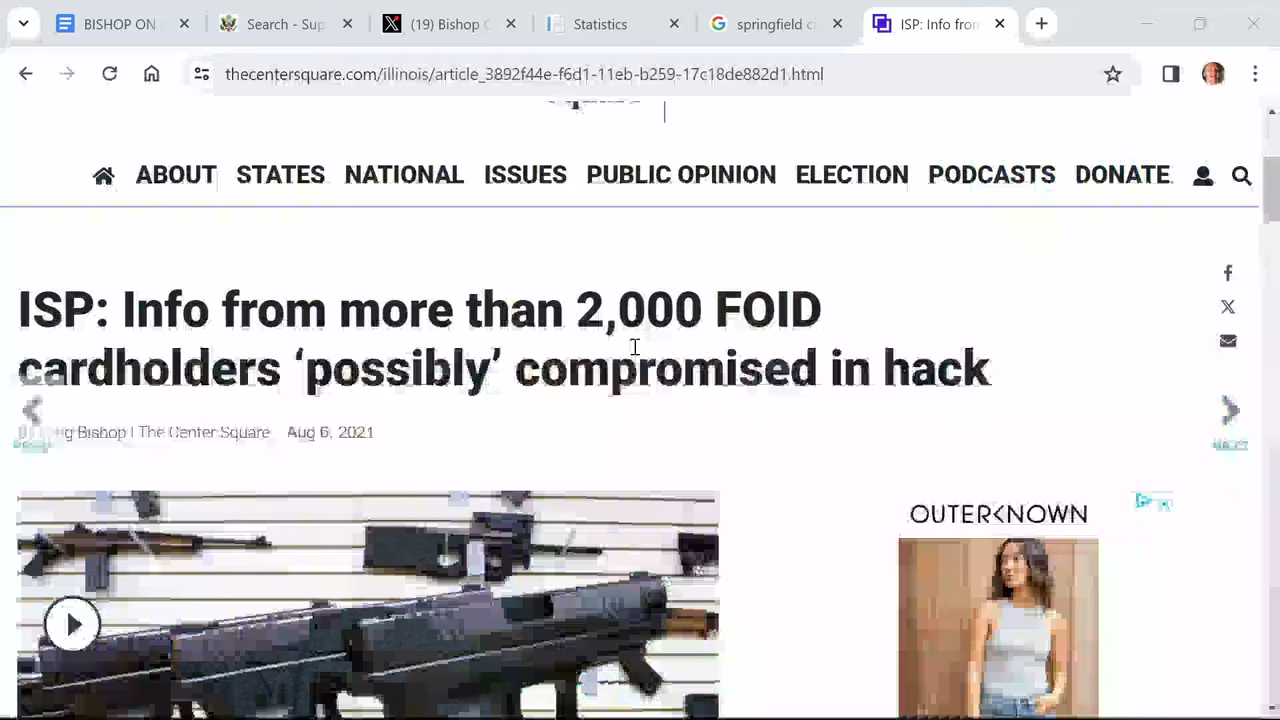 BISHOP ON
Search - Sup
(19) Bishop
Statistics
springfield
ISP: Info from
thecentersquare.com/illinois/article_3892f44e-f6d1-11eb-b259-17c18de882d1.html
ABOUT STATES NATIONAL ISSUES PUBLIC OPINION ELECTION PODCASTS DONATE
ISP: Info from more than 2,000 FOID
cardholders ‘possibly’ compromised in hack
Bishop | The Center Square Aug 6, 2021
OUTERKNOWN